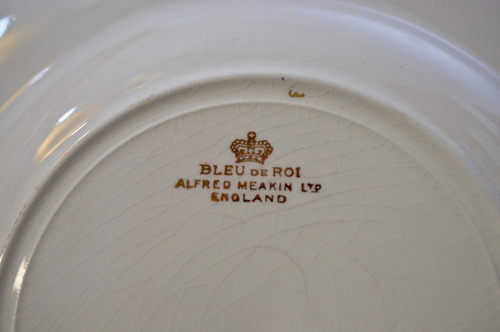 BLEU DE ROI
ALFRED MEAKIN LTD
ENGLAND